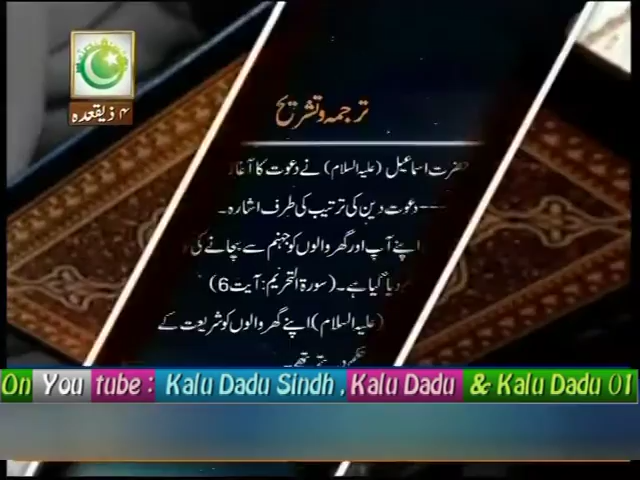 ۴ ذیقعدہ
ترجمہ و تشریح
حضرت اسماعیل (علیہ السلام) نے دعوت کا آغاز
---دعوت دین کی ترتیب کی طرف اشارہ۔
اپنے آپ اور گھر والوں کو جہنم سے بچانے کی
دیا گیا ہے۔ (سورۃ التحریم: آیت 6)
(علیہ السلام) اپنے گھر والوں کو شریعت کے
On You tube : Kalu Dadu Sindh , Kalu Dadu & Kalu Dadu 01